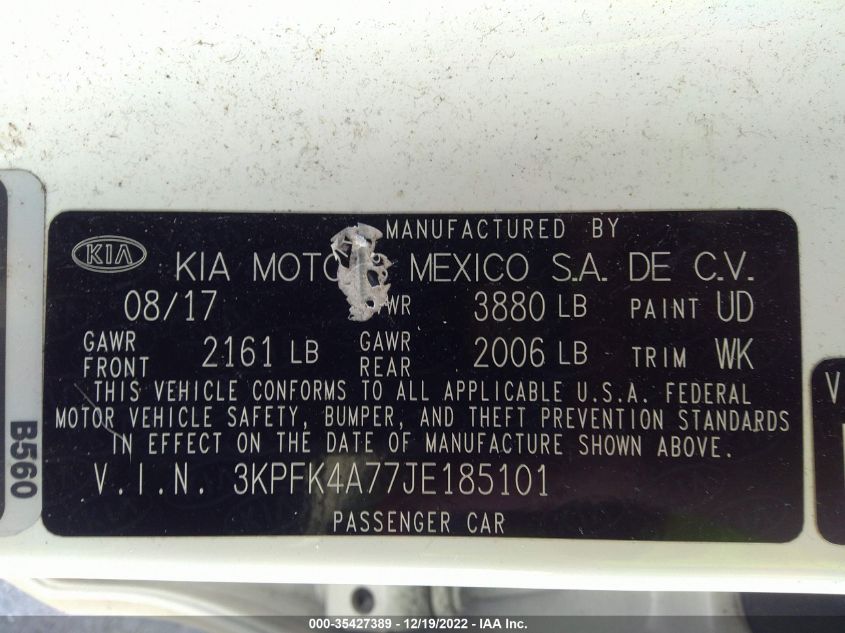 MANUFACTURED BY
KIA KIA MOTO MEXICO S.A. DE C.V.
08/17 3880 LB PAINT UD
GAWR FRONT 2161 LB GAWR REAR 2006 LB TRIM WK
THIS VEHICLE CONFORMS TO ALL APPLICABLE U.S.A. FEDERAL
MOTOR VEHICLE SAFETY, BUMPER, AND THEFT PREVENTION STANDARDS
IN EFFECT ON THE DATE OF MANUFACTURE SHOWN ABOVE.
V.I.N. 3KPFK4A77JE185101
PASSENGER CAR
B560
V
000-35427389 - 12/19/2022 - IAA Inc.